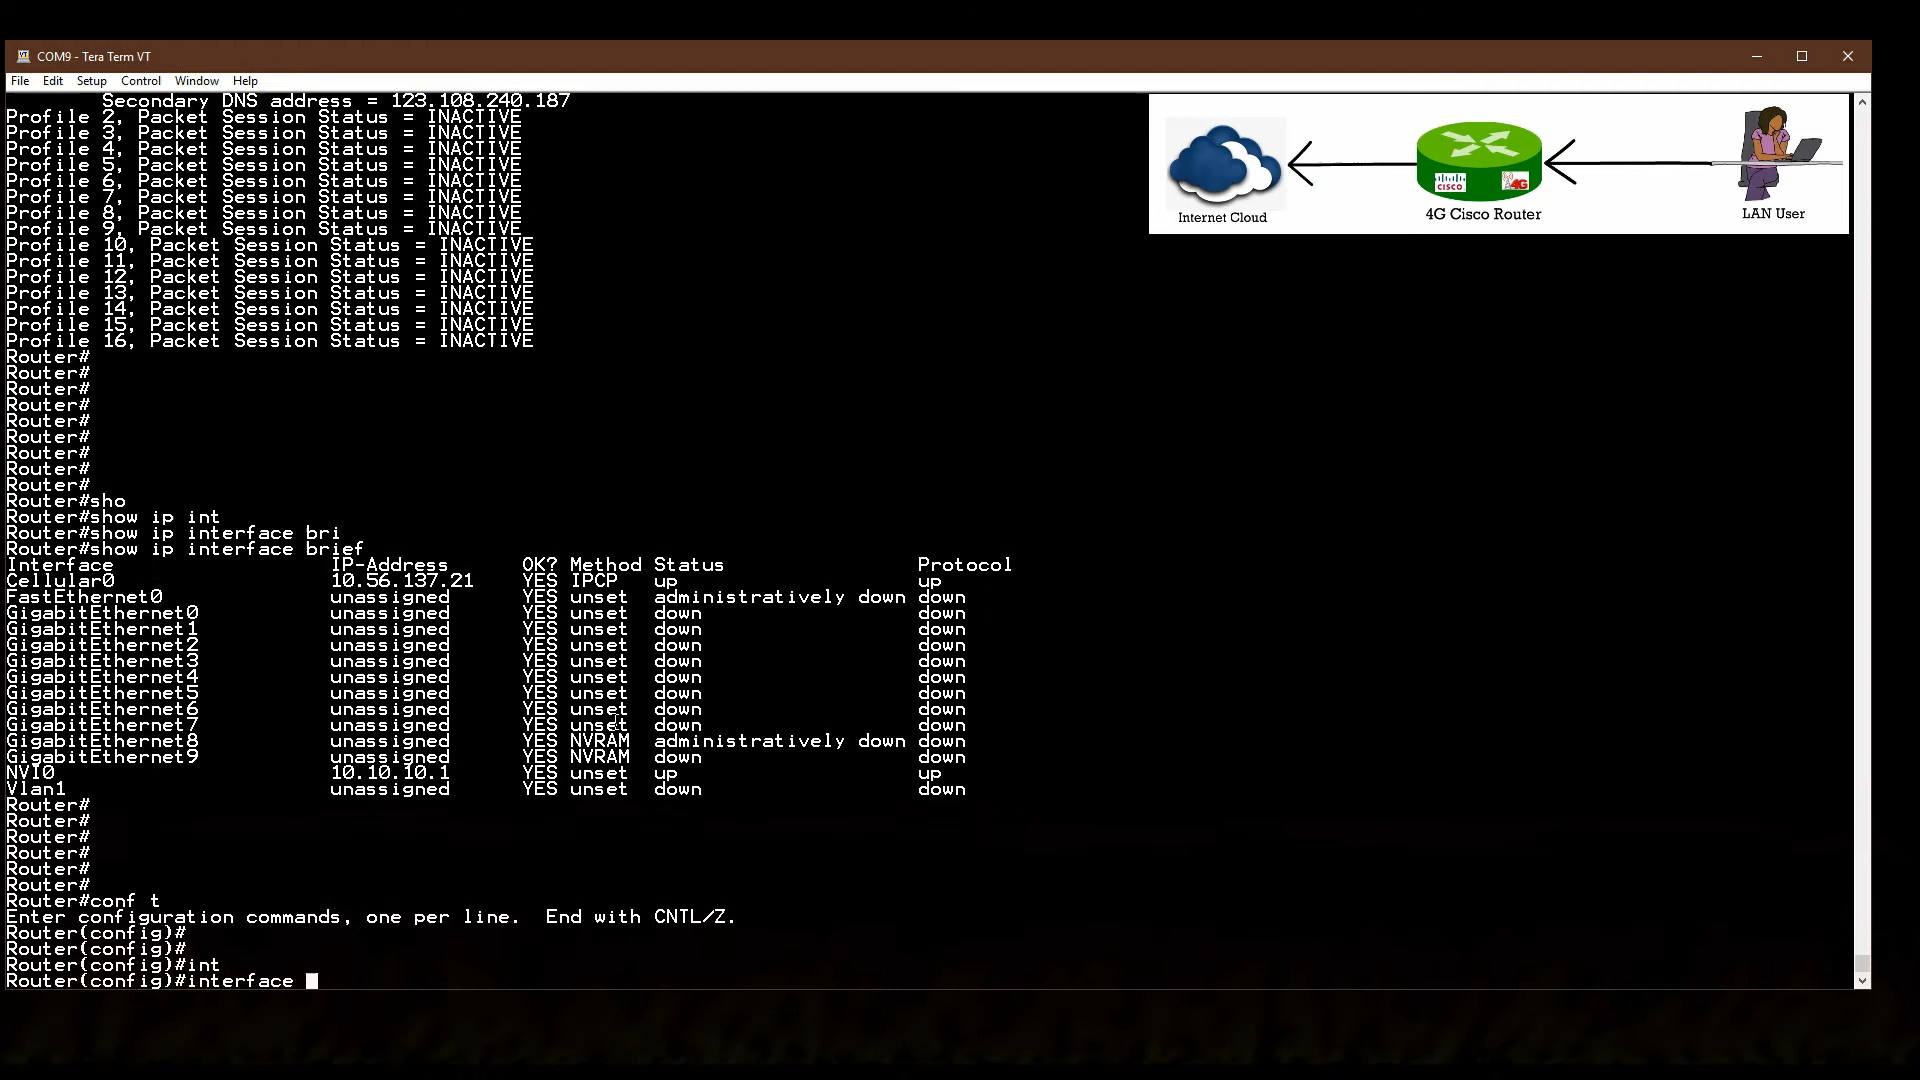 COM9 - Tera Term VT
File Edit Setup Control Window Help
Secondary DNS address = 123.108.240.187
Profile 2, Packet Session Status = INACTIVE
Profile 3, Packet Session Status = INACTIVE
Profile 4, Packet Session Status = INACTIVE
Profile 5, Packet Session Status = INACTIVE
Profile 6, Packet Session Status = INACTIVE
Profile 7, Packet Session Status = INACTIVE
Profile 8, Packet Session Status = INACTIVE
Profile 9, Packet Session Status = INACTIVE
Profile 10, Packet Session Status = INACTIVE
Profile 11, Packet Session Status = INACTIVE
Profile 12, Packet Session Status = INACTIVE
Profile 13, Packet Session Status = INACTIVE
Profile 14, Packet Session Status = INACTIVE
Profile 15, Packet Session Status = INACTIVE
Profile 16, Packet Session Status = INACTIVE
Router#
Router#
Router#
Router#
Router#
Router#
Router#
Router#
Router#
Router#sho
Router#show ip int
Router#show ip interface bri
Router#show ip interface brief
Interface IP-Address OK? Method Status Protocol
Cellular0 10.56.137.21 YES IPCP up up
FastEthernet0 unassigned YES unset administratively down down
GigabitEthernet0 unassigned YES unset down down
GigabitEthernet1 unassigned YES unset down down
GigabitEthernet2 unassigned YES unset down down
GigabitEthernet3 unassigned YES unset down down
GigabitEthernet4 unassigned YES unset down down
GigabitEthernet5 unassigned YES unset down down
GigabitEthernet6 unassigned YES unset down down
GigabitEthernet7 unassigned YES unset down down
GigabitEthernet8 unassigned YES NVRAM administratively down down
GigabitEthernet9 unassigned YES NVRAM down down
NVI0 10.10.10.1 YES unset up up
Vlan1 unassigned YES unset down down
Router#
Router#
Router#
Router#
Router#
Router#
Router#conf t
Enter configuration commands, one per line.  End with CNTL/Z.
Router(config)#
Router(config)#
Router(config)#int
Router(config)#interface
CISCO 4G
Internet Cloud 4G Cisco Router LAN User